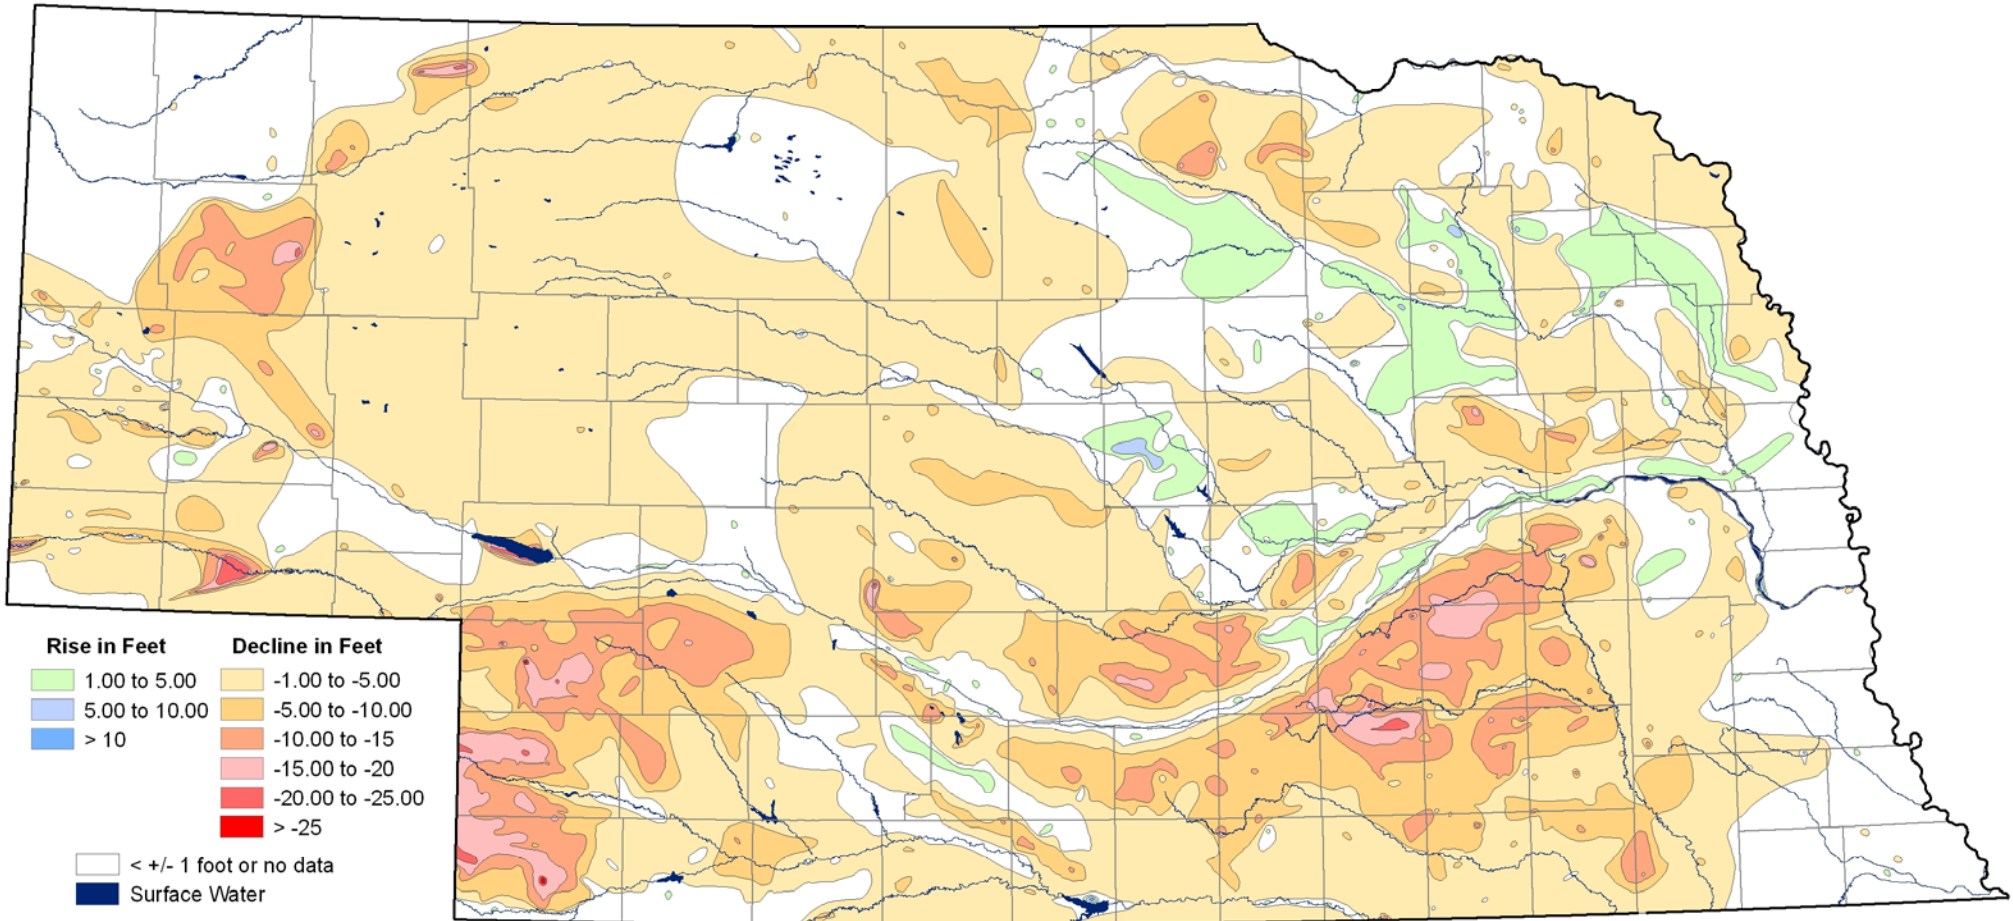 Rise in Feet
1.00 to 5.00
5.00 to 10.00
> 10
Decline in Feet
-1.00 to -5.00
-5.00 to -10.00
-10.00 to -15
-15.00 to -20
-20.00 to -25.00
> -25
< +/- 1 foot or no data
Surface Water